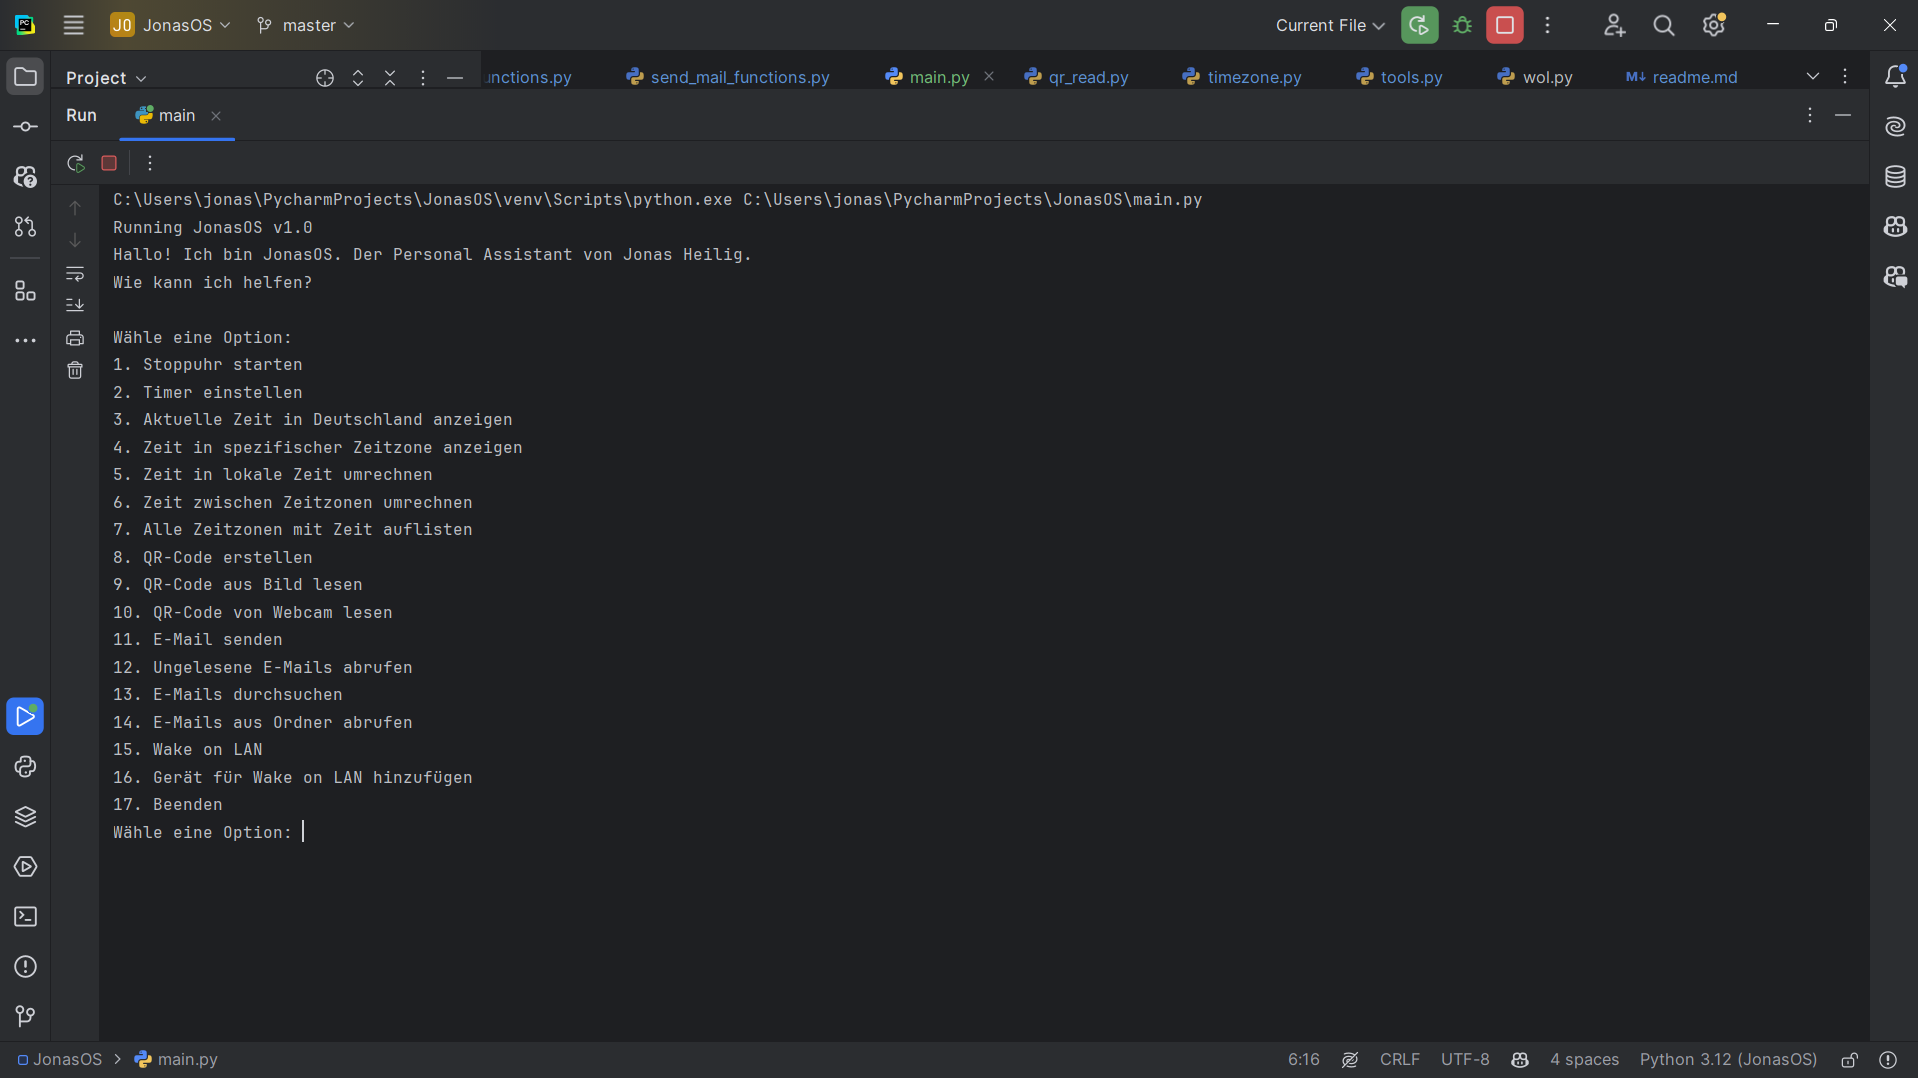 JO JonasOS master Current File
Project unctions.py send_mail_functions.py main.py qr_read.py timezone.py tools.py wol.py M↓ readme.md
Run main
C:\Users\jonas\PycharmProjects\JonasOS\venv\Scripts\python.exe C:\Users\jonas\PycharmProjects\JonasOS\main.py
Running JonasOS v1.0
Hallo! Ich bin JonasOS. Der Personal Assistant von Jonas Heilig.
Wie kann ich helfen?
Wähle eine Option:
1. Stoppuhr starten
2. Timer einstellen
3. Aktuelle Zeit in Deutschland anzeigen
4. Zeit in spezifischer Zeitzone anzeigen
5. Zeit in lokale Zeit umrechnen
6. Zeit zwischen Zeitzonen umrechnen
7. Alle Zeitzonen mit Zeit auflisten
8. QR-Code erstellen
9. QR-Code aus Bild lesen
10. QR-Code von Webcam lesen
11. E-Mail senden
12. Ungelesene E-Mails abrufen
13. E-Mails durchsuchen
14. E-Mails aus Ordner abrufen
15. Wake on LAN
16. Gerät für Wake on LAN hinzufügen
17. Beenden
Wähle eine Option:
JonasOS > main.py 6:16 CRLF UTF-8 4 spaces Python 3.12 (JonasOS)